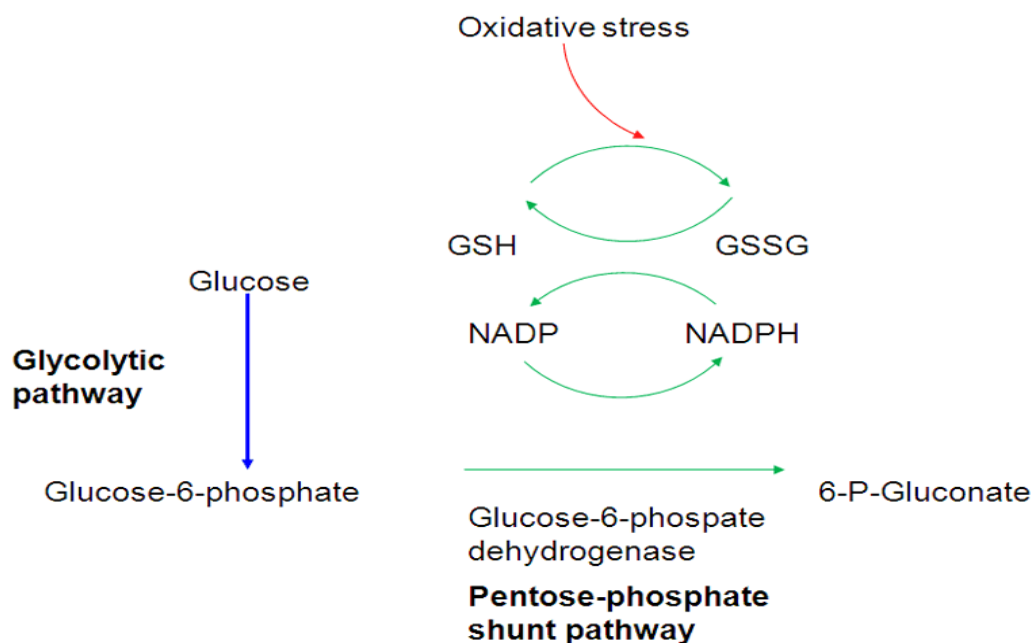 Oxidative stress
GSH
GSSG
Glucose
NADP
NADPH
Glycolytic
pathway
Glucose-6-phosphate
6-P-Gluconate
Glucose-6-phospate
dehydrogenase
Pentose-phosphate
shunt pathway